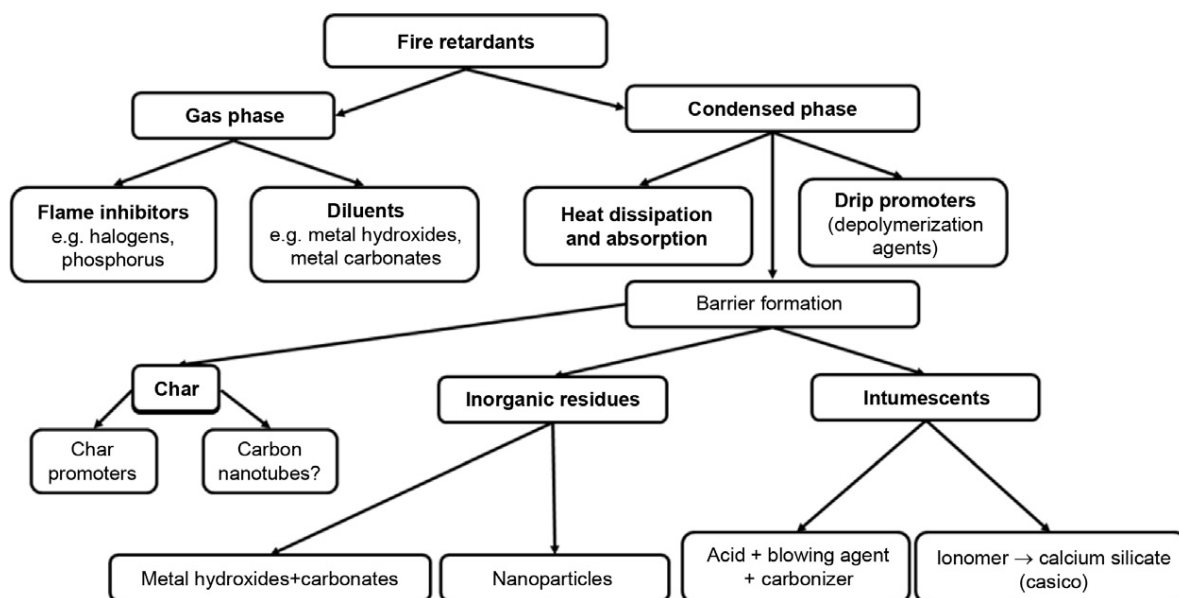 Fire retardants
Gas phase
Condensed phase
Flame inhibitors
e.g. halogens,
phosphorus
Diluents
e.g. metal hydroxides,
metal carbonates
Heat dissipation
and absorption
Drip promoters
(depolymerization
agents)
Barrier formation
Char
Inorganic residues
Intumescents
Char
promoters
Carbon
nanotubes?
Metal hydroxides+carbonates
Nanoparticles
Acid + blowing agent
+ carbonizer
Ionomer → calcium silicate
(casico)